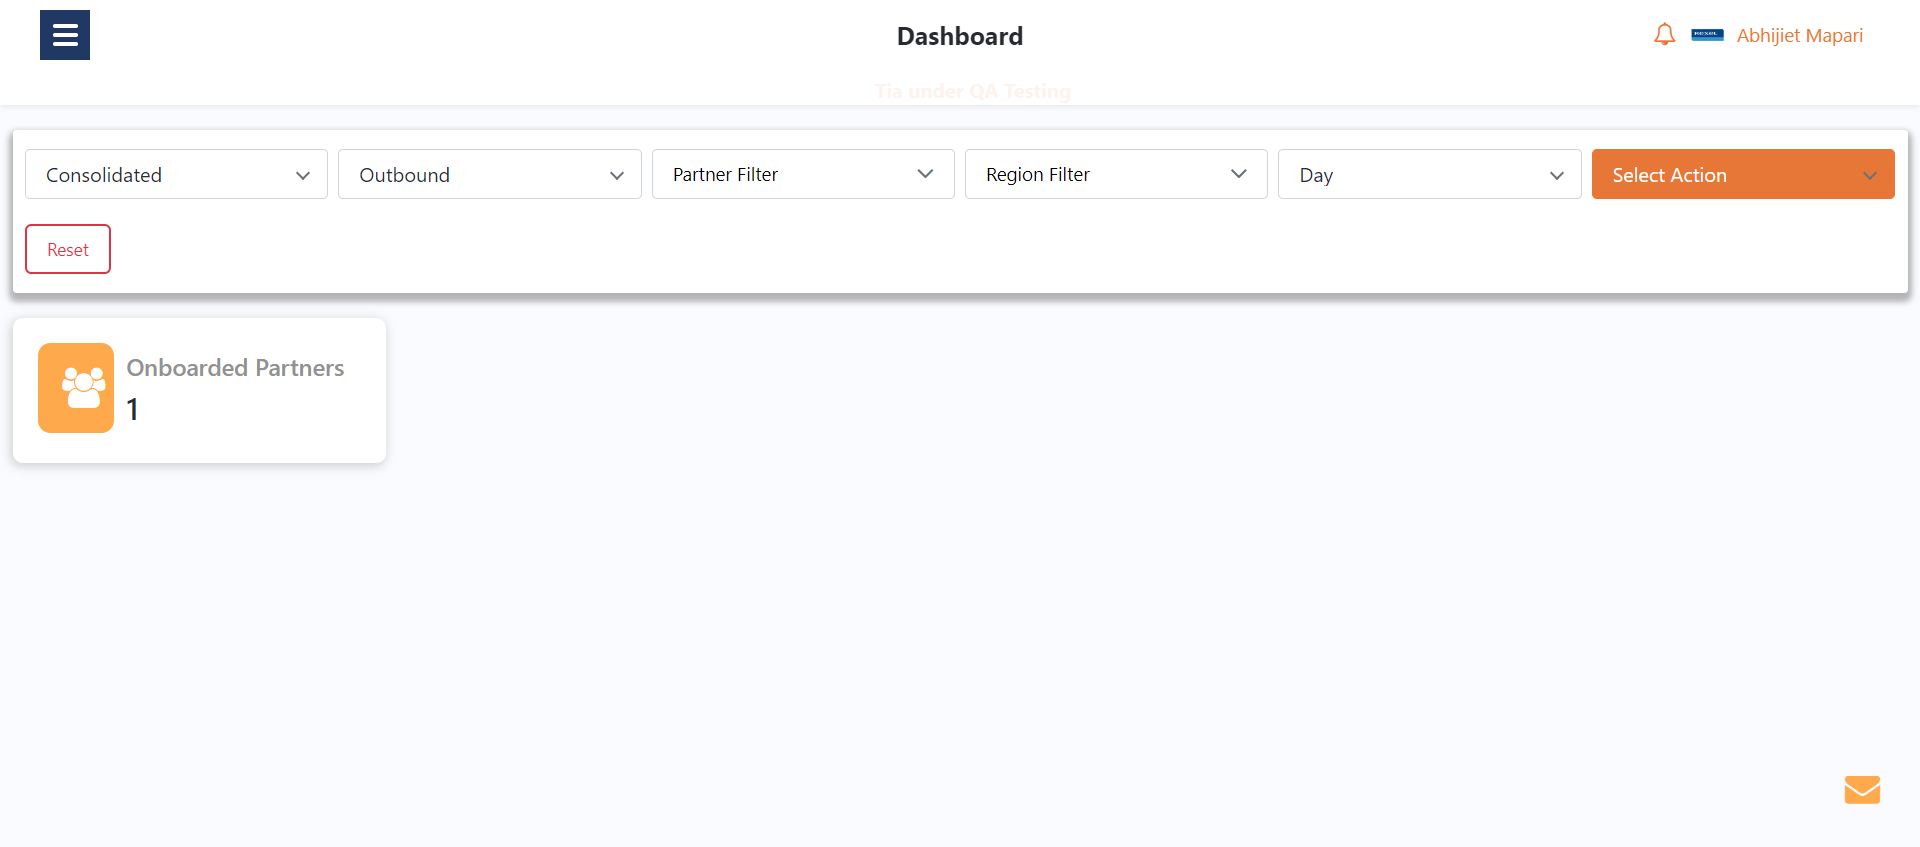 Dashboard
Abhijiet Mapari
Tia under QA Testing
Consolidated
Outbound
Partner Filter
Region Filter
Day
Select Action
Reset
Onboarded Partners
1